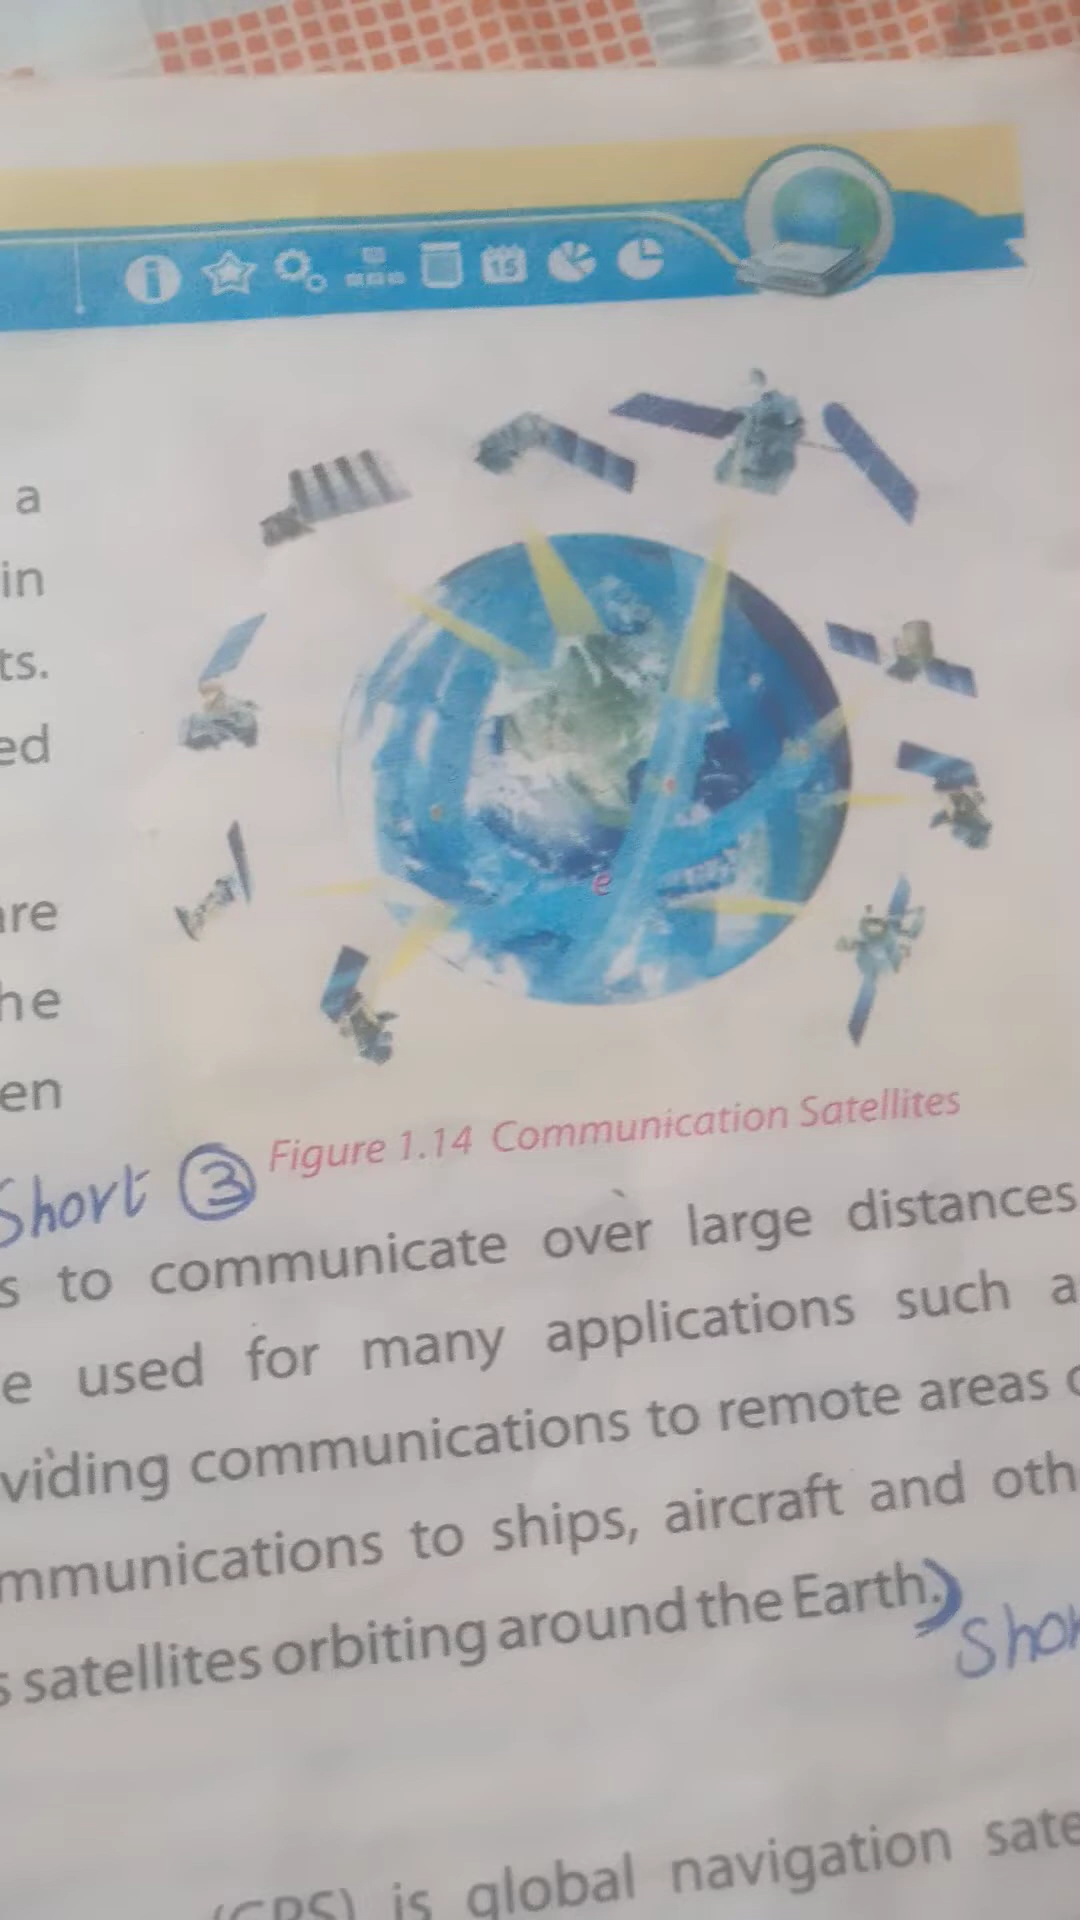 15
a
in
ts.
ed
are
he
en
e
Figure 1.14 Communication Satellites
Short 3
s to communicate over large distances
e used for many applications such a
viding communications to remote areas
mmunications to ships, aircraft and oth
s satellites orbiting around the Earth.)
Shor
(GPS) is global navigation sate